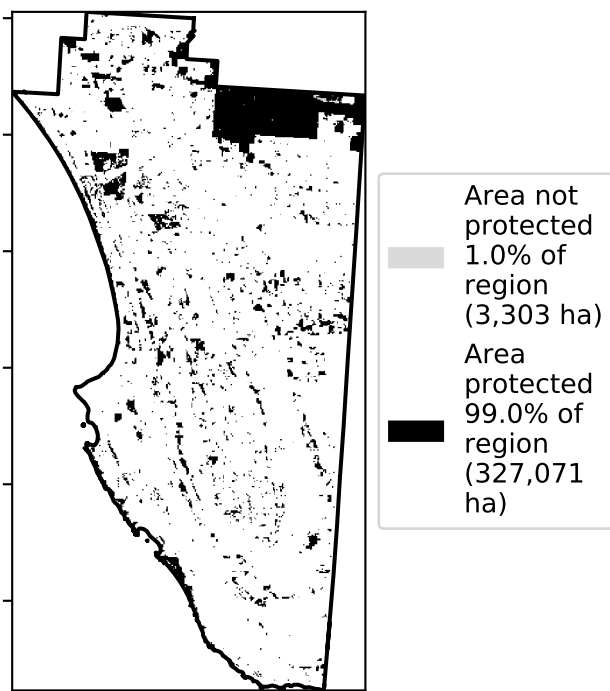 Area not
protected
1.0% of
region
(3,303 ha)
Area
protected
99.0% of
region
(327,071
ha)